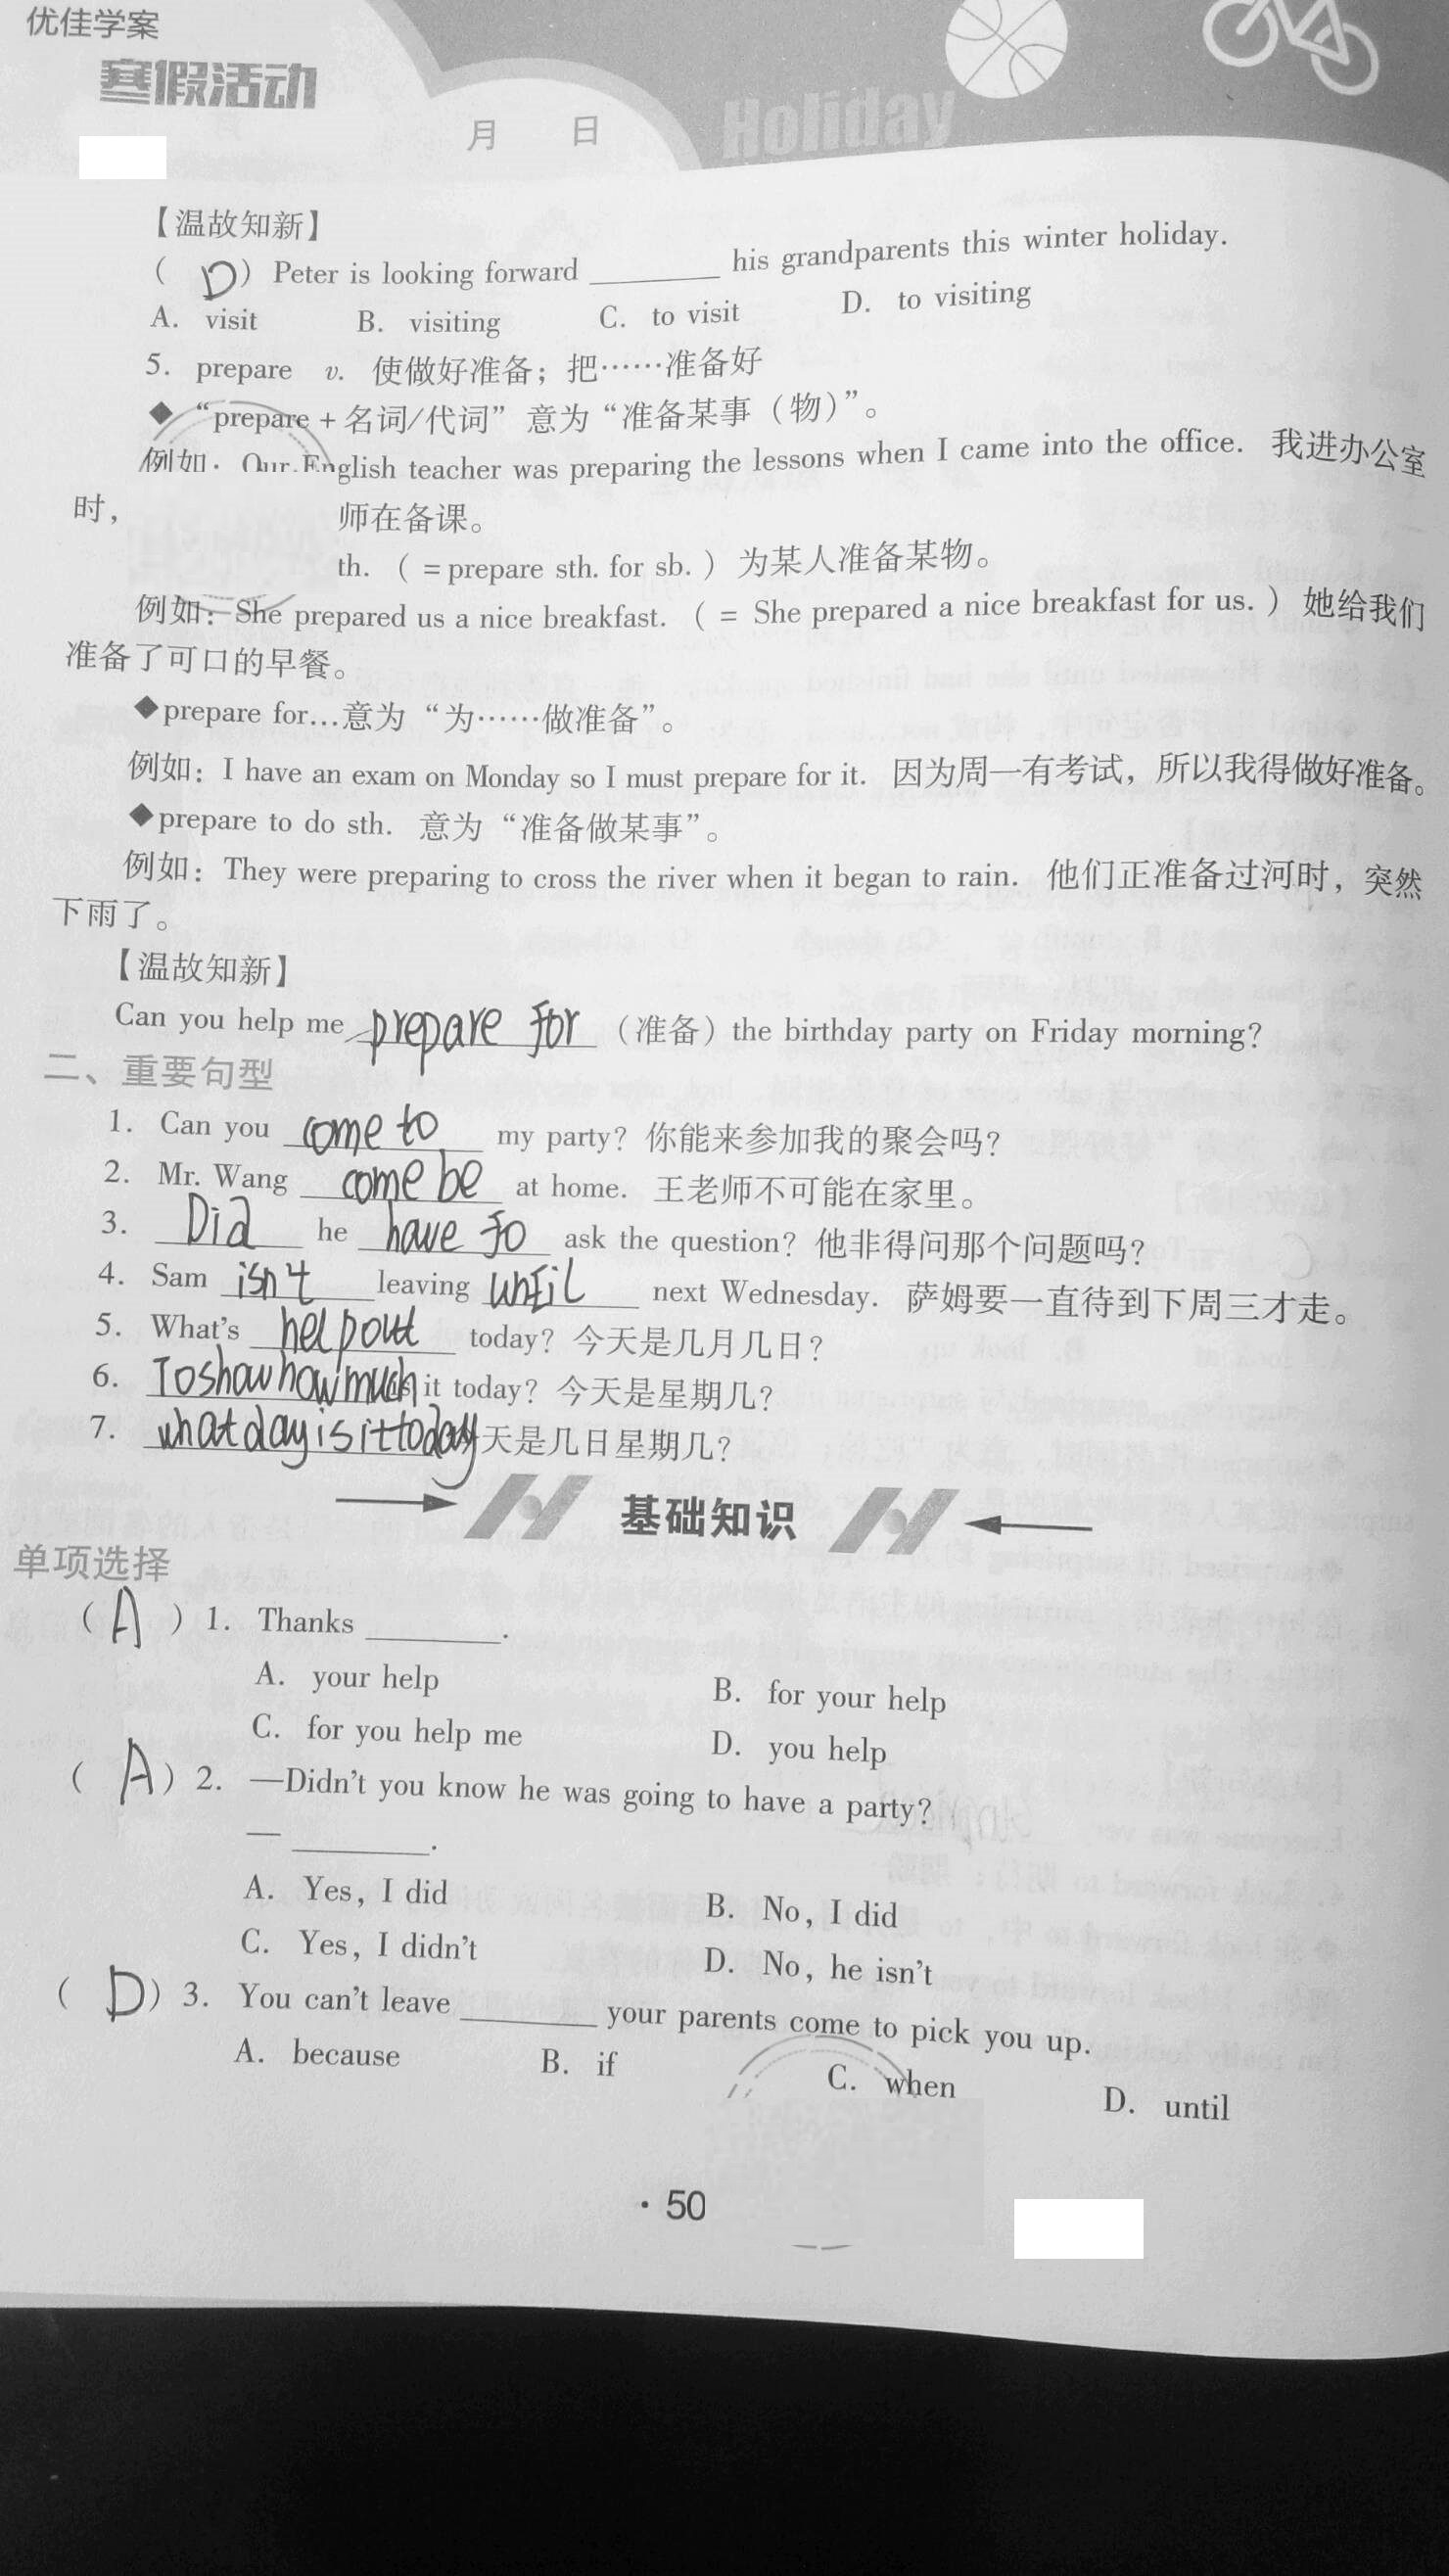 优佳学案
寒假活动
月 日
Holiday
【温故知新】
( D ) Peter is looking forward ________ his grandparents this winter holiday.
A. visit B. visiting C. to visit D. to visiting
5. prepare v. 使做好准备；把……准备好
◆“prepare + 名词/代词”意为“准备某事（物）”。
例如：Our English teacher was preparing the lessons when I came into the office. 我进办公室
时， 师在备课。
th. ( = prepare sth. for sb. ) 为某人准备某物。
例如：She prepared us a nice breakfast. ( = She prepared a nice breakfast for us. ) 她给我们
准备了可口的早餐。
◆prepare for…意为“为……做准备”。
例如：I have an exam on Monday so I must prepare for it. 因为周一有考试，所以我得做好准备。
◆prepare to do sth. 意为“准备做某事”。
例如：They were preparing to cross the river when it began to rain. 他们正准备过河时，突然
下雨了。
【温故知新】
Can you help me prepare for （准备）the birthday party on Friday morning?
二、重要句型
1. Can you come to my party? 你能来参加我的聚会吗?
2. Mr. Wang come be at home. 王老师不可能在家里。
3. Did he have to ask the question? 他非得问那个问题吗?
4. Sam isn't leaving until next Wednesday. 萨姆要一直待到下周三才走。
5. What's help out today? 今天是几月几日?
6. To show how much it today? 今天是星期几?
7. what day is it today 天是几日星期几?
基础知识
单项选择
( A ) 1. Thanks ________.
A. your help B. for your help
C. for you help me D. you help
( A ) 2. —Didn't you know he was going to have a party?
— ________.
A. Yes, I did B. No, I did
C. Yes, I didn't D. No, he isn't
( D ) 3. You can't leave ________ your parents come to pick you up.
A. because B. if C. when D. until
· 50